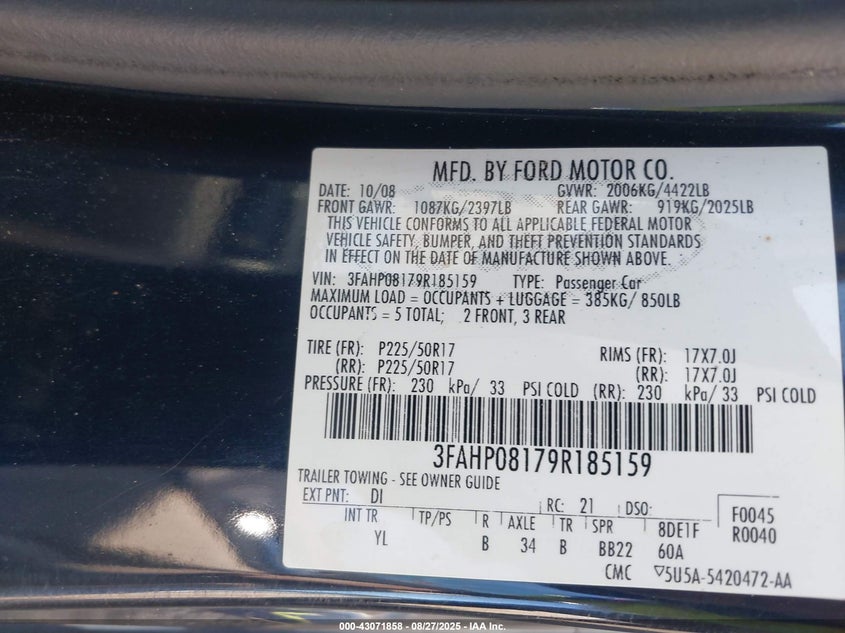 MFD. BY FORD MOTOR CO.
DATE: 10/08 GVWR: 2006KG/4422LB
FRONT GAWR: 1087KG/2397LB REAR GAWR: 919KG/2025LB
THIS VEHICLE CONFORMS TO ALL APPLICABLE FEDERAL MOTOR
VEHICLE SAFETY, BUMPER, AND THEFT PREVENTION STANDARDS
IN EFFECT ON THE DATE OF MANUFACTURE SHOWN ABOVE.
VIN: 3FAHP08179R185159 TYPE: Passenger Car
MAXIMUM LOAD = OCCUPANTS + LUGGAGE = 385KG/ 850LB
OCCUPANTS = 5 TOTAL; 2 FRONT, 3 REAR
TIRE (FR): P225/50R17 RIMS (FR): 17X7.0J
(RR): P225/50R17 (RR): 17X7.0J
PRESSURE (FR): 230 kPa/ 33 PSI COLD (RR): 230 kPa/ 33 PSI COLD
3FAHP08179R185159
TRAILER TOWING - SEE OWNER GUIDE
EXT PNT: DI RC: 21 DSO: F0045
INT TR TP/PS R AXLE TR SPR 8DE1F R0040
YL B 34 B BB22 60A
CMC ▽5U5A-5420472-AA
000-43071858 - 08/27/2025 - IAA Inc.